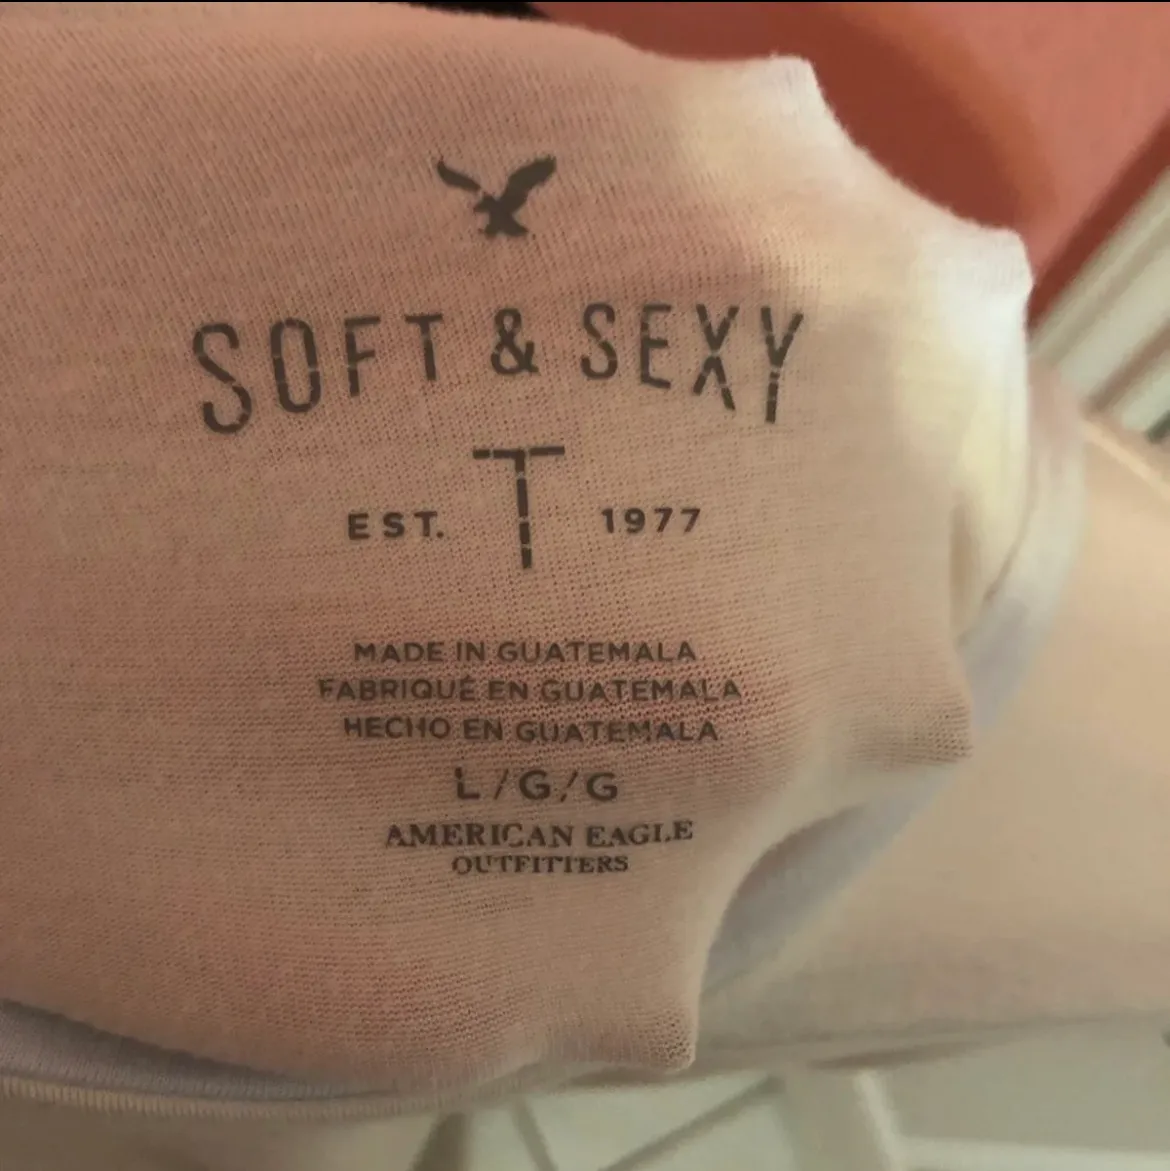 SOFT & SEXY
T
EST. 1977
MADE IN GUATEMALA
FABRIQUÉ EN GUATEMALA
HECHO EN GUATEMALA
L/G/G
AMERICAN EAGLE
OUTFITTERS